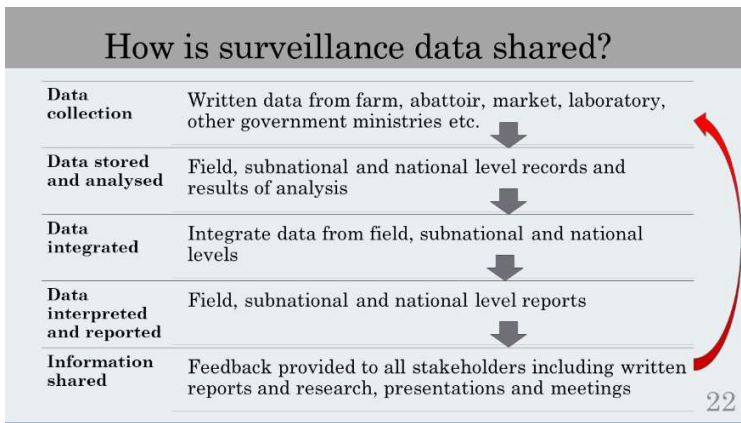 How is surveillance data shared?
Data
collection
Written data from farm, abattoir, market, laboratory,
other government ministries etc.
Data stored
and analysed
Field, subnational and national level records and
results of analysis
Data
integrated
Integrate data from field, subnational and national
levels
Data
interpreted
and reported
Field, subnational and national level reports
Information
shared
Feedback provided to all stakeholders including written
reports and research, presentations and meetings
22